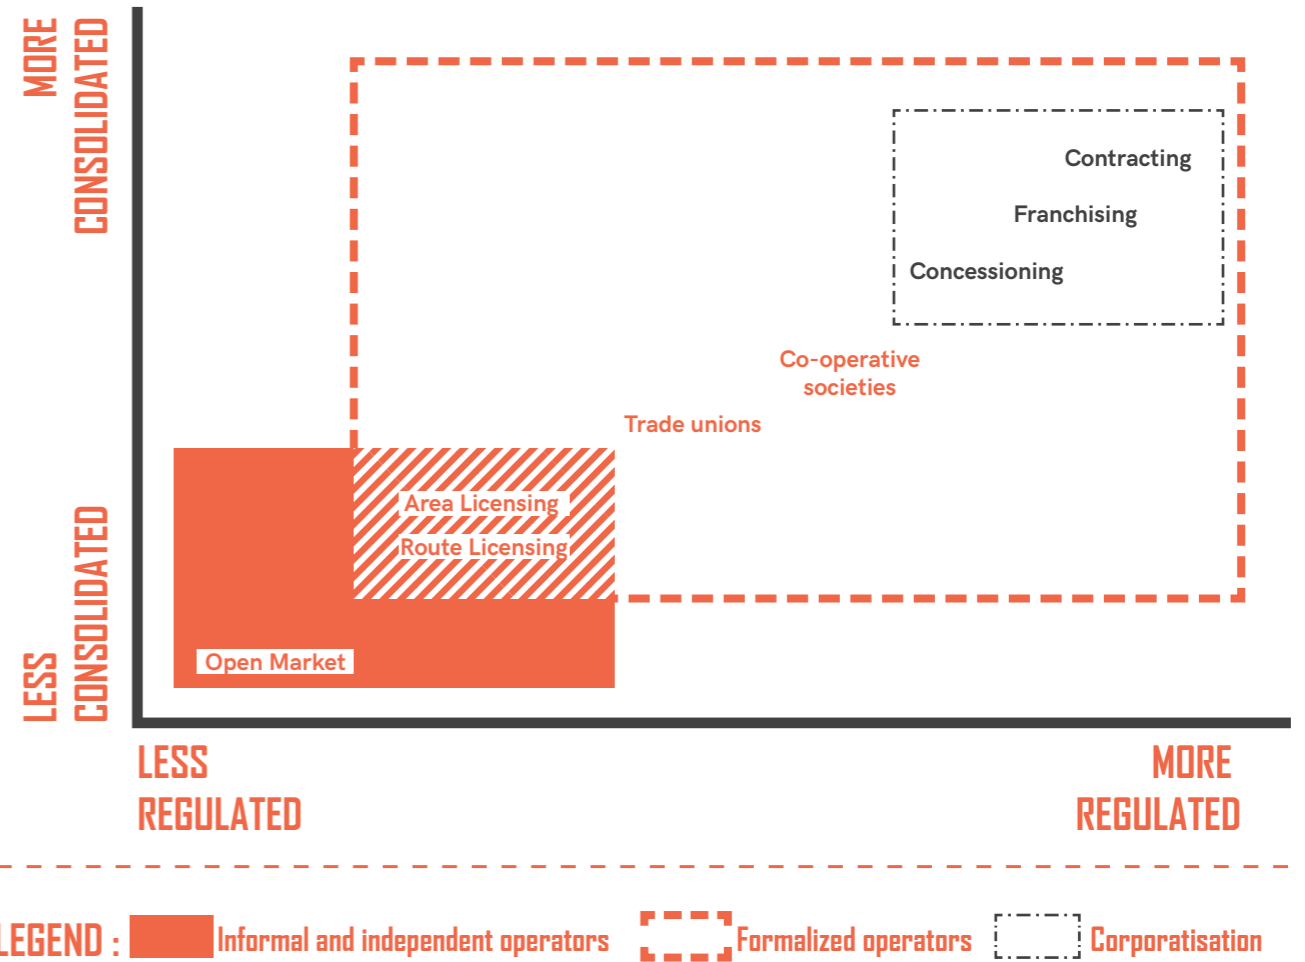 MORE
CONSOLIDATED
Contracting
Franchising
Concessioning
Co-operative
societies
Trade unions
Area Licensing
Route Licensing
Open Market
LESS
CONSOLIDATED
LESS
REGULATED
MORE
REGULATED
LEGEND :
Informal and independent operators
Formalized operators
Corporatisation